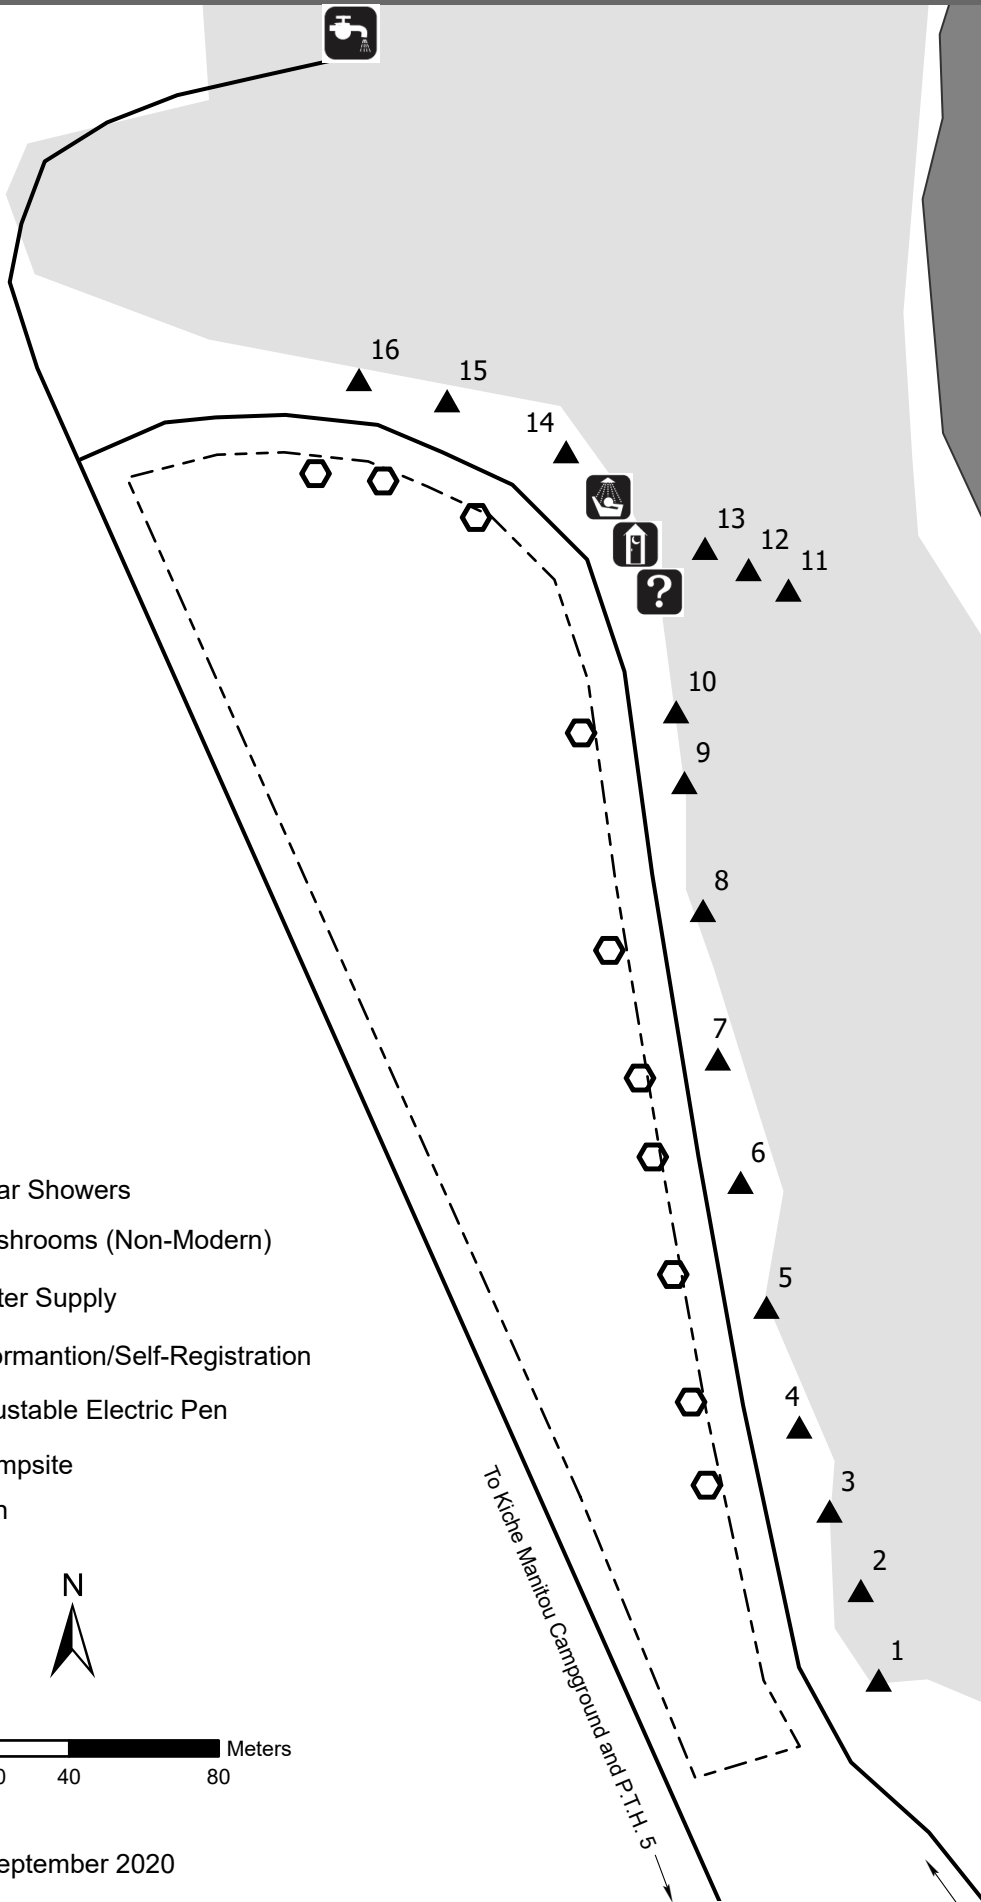 16
15
14
13
12
11
10
9
8
7
6
5
4
3
2
1
?
ar Showers
shrooms (Non-Modern)
ter Supply
ormantion/Self-Registration
ustable Electric Pen
mpsite
n
To Kiche Manitou Campground and P.T.H. 5
N
Meters
0 40 80
eptember 2020